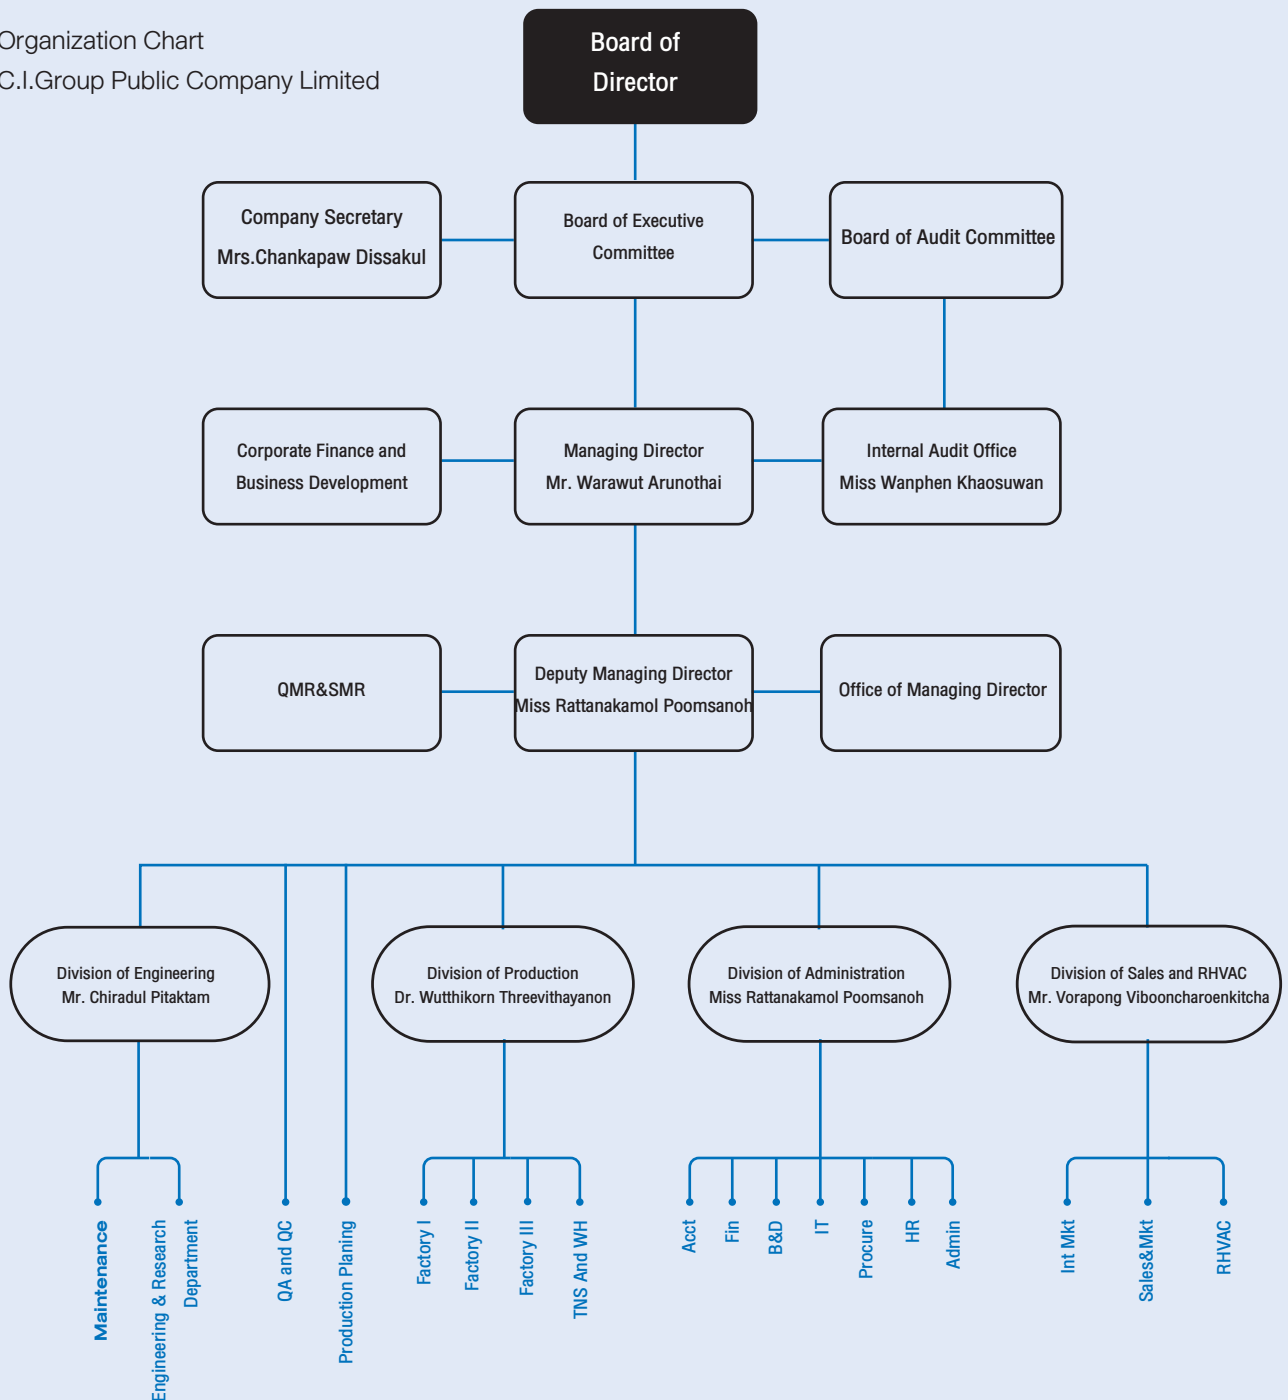 Organization Chart
C.I.Group Public Company Limited
Board of
Director
Company Secretary
Mrs.Chankapaw Dissakul
Board of Executive
Committee
Board of Audit Committee
Corporate Finance and
Business Development
Managing Director
Mr. Warawut Arunothai
Internal Audit Office
Miss Wanphen Khaosuwan
QMR&SMR
Deputy Managing Director
Miss Rattanakamol Poomsanoh
Office of Managing Director
Division of Engineering
Mr. Chiradul Pitaktam
Division of Production
Dr. Wutthikorn Threevithayanon
Division of Administration
Miss Rattanakamol Poomsanoh
Division of Sales and RHVAC
Mr. Vorapong Vibooncharoenkitcha
Maintenance
Engineering & Research
Department
QA and QC
Production Planing
Factory I
Factory II
Factory III
TNS And WH
Acct
Fin
B&D
IT
Procure
HR
Admin
Int Mkt
Sales&Mkt
RHVAC